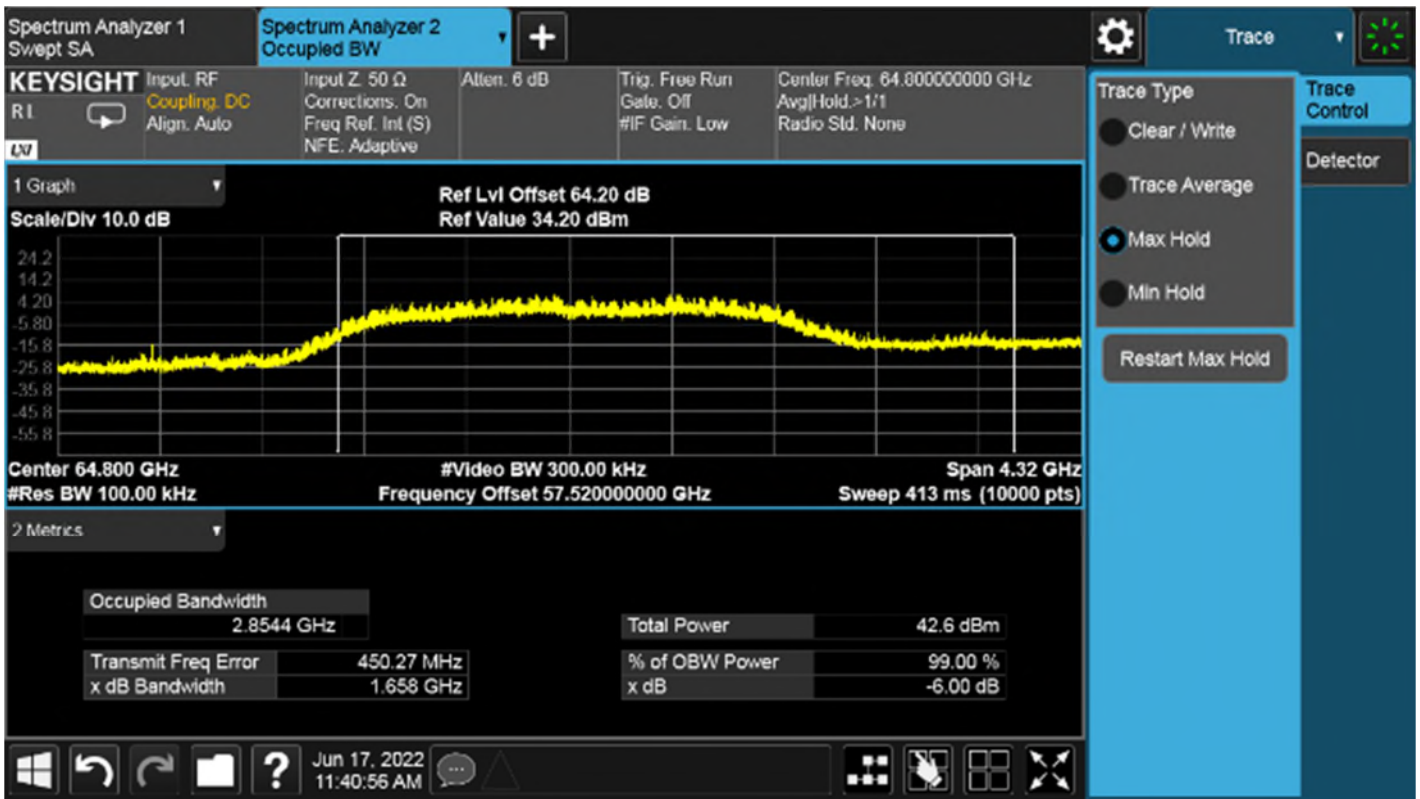 Spectrum Analyzer 1
Swept SA
Spectrum Analyzer 2
Occupied BW
Trace
KEYSIGHT
RL
LXI
Input. RF
Coupling. DC
Align. Auto
Input Z. 50 Ω
Corrections. On
Freq Ref. Int (S)
NFE. Adaptive
Atten. 6 dB
Trig. Free Run
Gate. Off
#IF Gain. Low
Center Freq. 64.800000000 GHz
Avg|Hold.>1/1
Radio Std. None
Trace Type
Clear / Write
Trace Average
Max Hold
Min Hold
Restart Max Hold
Trace
Control
Detector
1 Graph
Scale/Div 10.0 dB
Ref Lvl Offset 64.20 dB
Ref Value 34.20 dBm
24.2
14.2
4.20
-5.80
-15.8
-25.8
-35.8
-45.8
-55.8
Center 64.800 GHz
#Video BW 300.00 kHz
Span 4.32 GHz
#Res BW 100.00 kHz
Frequency Offset 57.520000000 GHz
Sweep 413 ms (10000 pts)
2 Metrics
Occupied Bandwidth
2.8544 GHz
Total Power 42.6 dBm
Transmit Freq Error 450.27 MHz
% of OBW Power 99.00 %
x dB Bandwidth 1.658 GHz
x dB -6.00 dB
?
Jun 17, 2022
11:40:56 AM